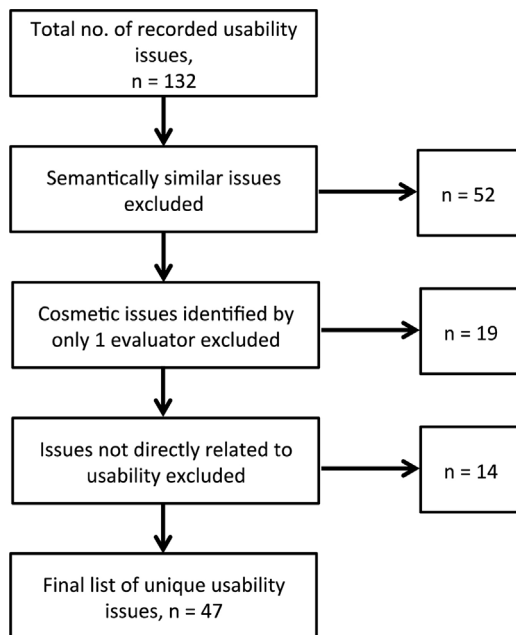 Total no. of recorded usability
issues,
n = 132
Semantically similar issues
excluded
n = 52
Cosmetic issues identified by
only 1 evaluator excluded
n = 19
Issues not directly related to
usability excluded
n = 14
Final list of unique usability
issues, n = 47